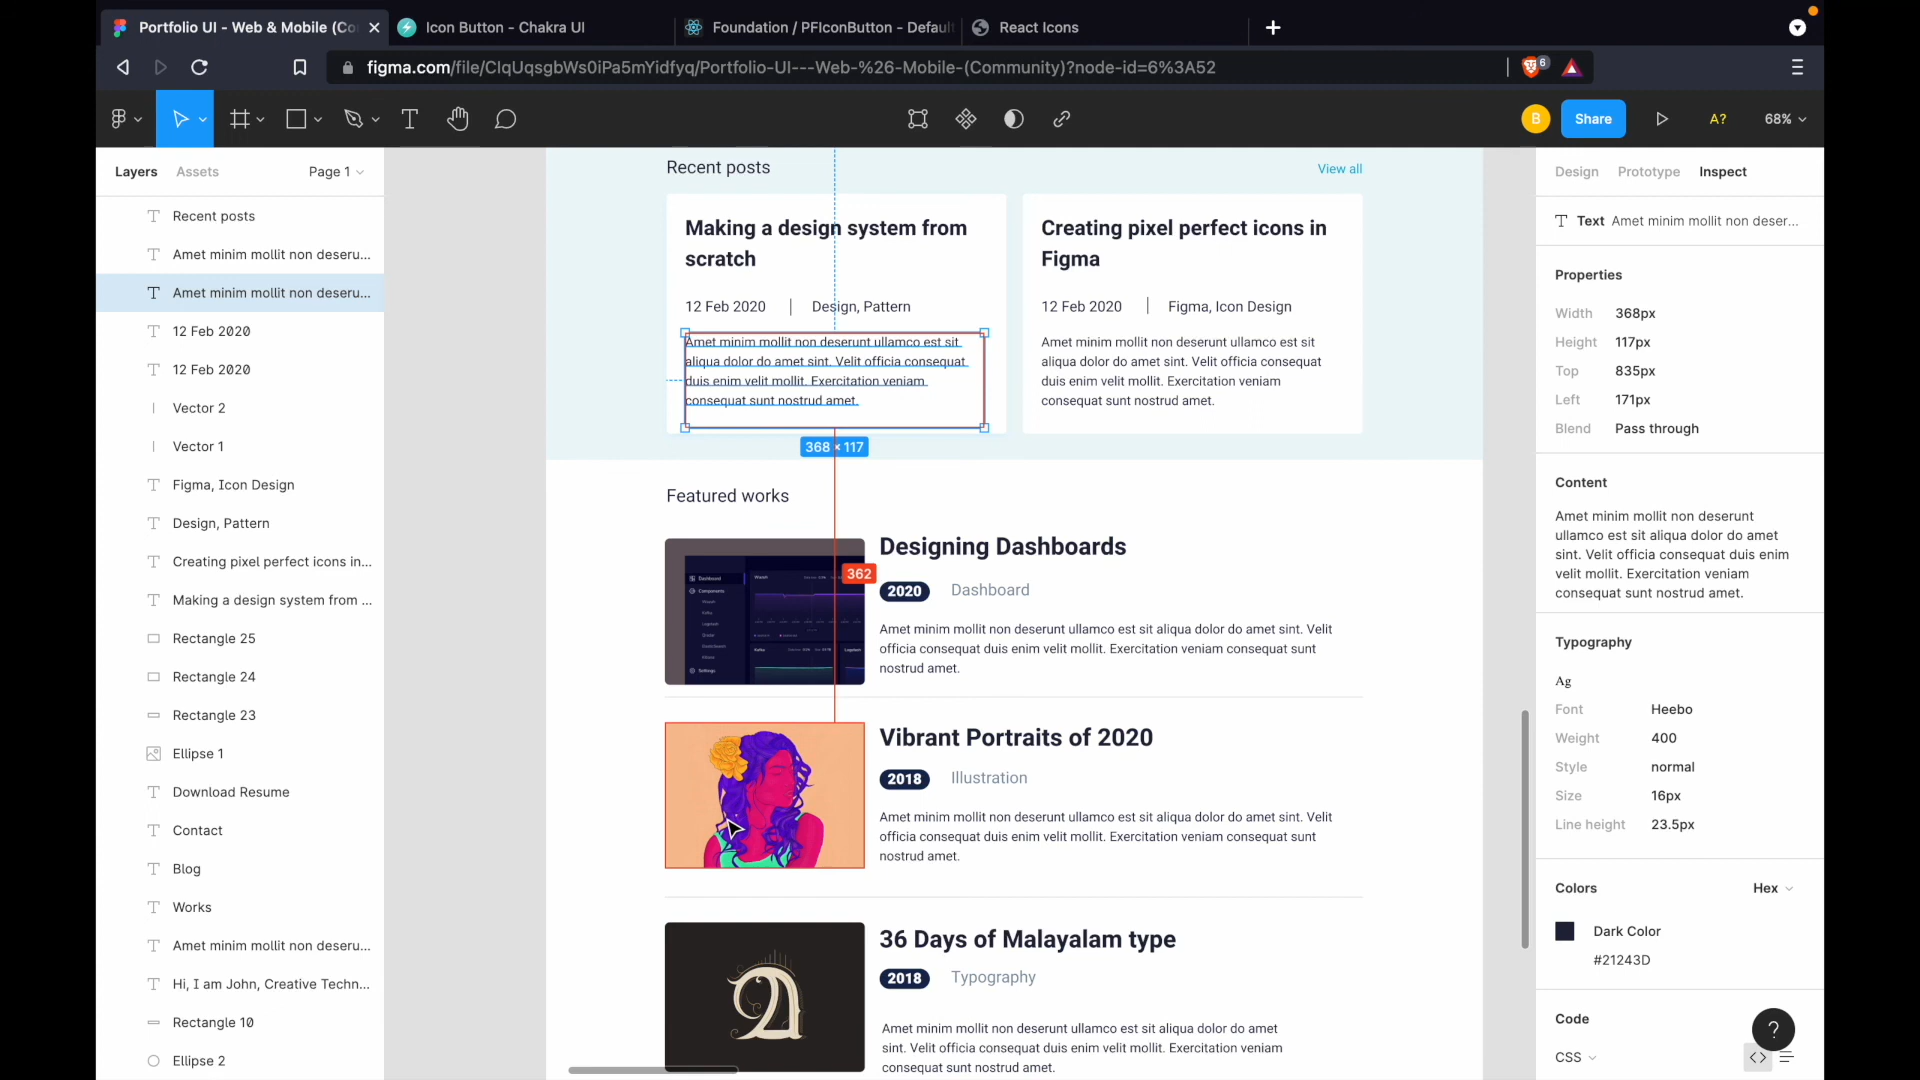 Portfolio UI - Web & Mobile (Co
Icon Button - Chakra UI
Foundation / PFIconButton - Default
React Icons
figma.com/file/ClqUqsgbWs0iPa5mYidfyq/Portfolio-UI---Web-%26-Mobile-(Community)?node-id=6%3A52
6
B
Share
A?
68%
Layers
Assets
Page 1
Recent posts
Amet minim mollit non deseru...
Amet minim mollit non deseru...
12 Feb 2020
12 Feb 2020
Vector 2
Vector 1
Figma, Icon Design
Design, Pattern
Creating pixel perfect icons in...
Making a design system from ...
Rectangle 25
Rectangle 24
Rectangle 23
Ellipse 1
Download Resume
Contact
Blog
Works
Amet minim mollit non deseru...
Hi, I am John, Creative Techn...
Rectangle 10
Ellipse 2
Recent posts
View all
Making a design system from
scratch
12 Feb 2020 | Design, Pattern
Amet minim mollit non deserunt ullamco est sit
aliqua dolor do amet sint. Velit officia consequat
duis enim velit mollit. Exercitation veniam
consequat sunt nostrud amet.
368 × 117
Creating pixel perfect icons in
Figma
12 Feb 2020 | Figma, Icon Design
Amet minim mollit non deserunt ullamco est sit
aliqua dolor do amet sint. Velit officia consequat
duis enim velit mollit. Exercitation veniam
consequat sunt nostrud amet.
Featured works
362
Dashboard
Components
Settings
Designing Dashboards
2020 Dashboard
Amet minim mollit non deserunt ullamco est sit aliqua dolor do amet sint. Velit
officia consequat duis enim velit mollit. Exercitation veniam consequat sunt
nostrud amet.
Vibrant Portraits of 2020
2018 Illustration
Amet minim mollit non deserunt ullamco est sit aliqua dolor do amet sint. Velit
officia consequat duis enim velit mollit. Exercitation veniam consequat sunt
nostrud amet.
36 Days of Malayalam type
2018 Typography
Amet minim mollit non deserunt ullamco est sit aliqua dolor do amet
sint. Velit officia consequat duis enim velit mollit. Exercitation veniam
consequat sunt nostrud amet.
Design
Prototype
Inspect
Text Amet minim mollit non deser...
Properties
Width 368px
Height 117px
Top 835px
Left 171px
Blend Pass through
Content
Amet minim mollit non deserunt
ullamco est sit aliqua dolor do amet
sint. Velit officia consequat duis enim
velit mollit. Exercitation veniam
consequat sunt nostrud amet.
Typography
Ag
Font Heebo
Weight 400
Style normal
Size 16px
Line height 23.5px
Colors
Hex
Dark Color
#21243D
Code
?
CSS